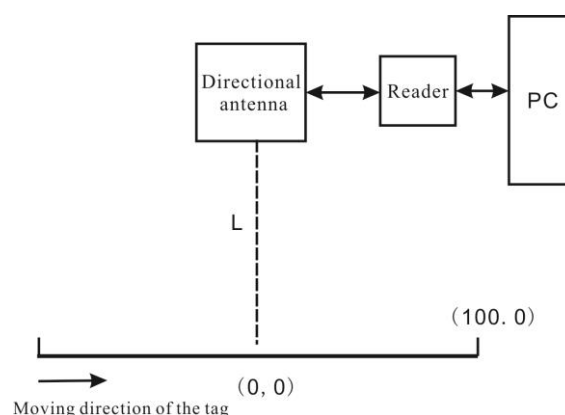 Directional
antenna
Reader
PC
L
(100. 0)
(0, 0)
Moving direction of the tag